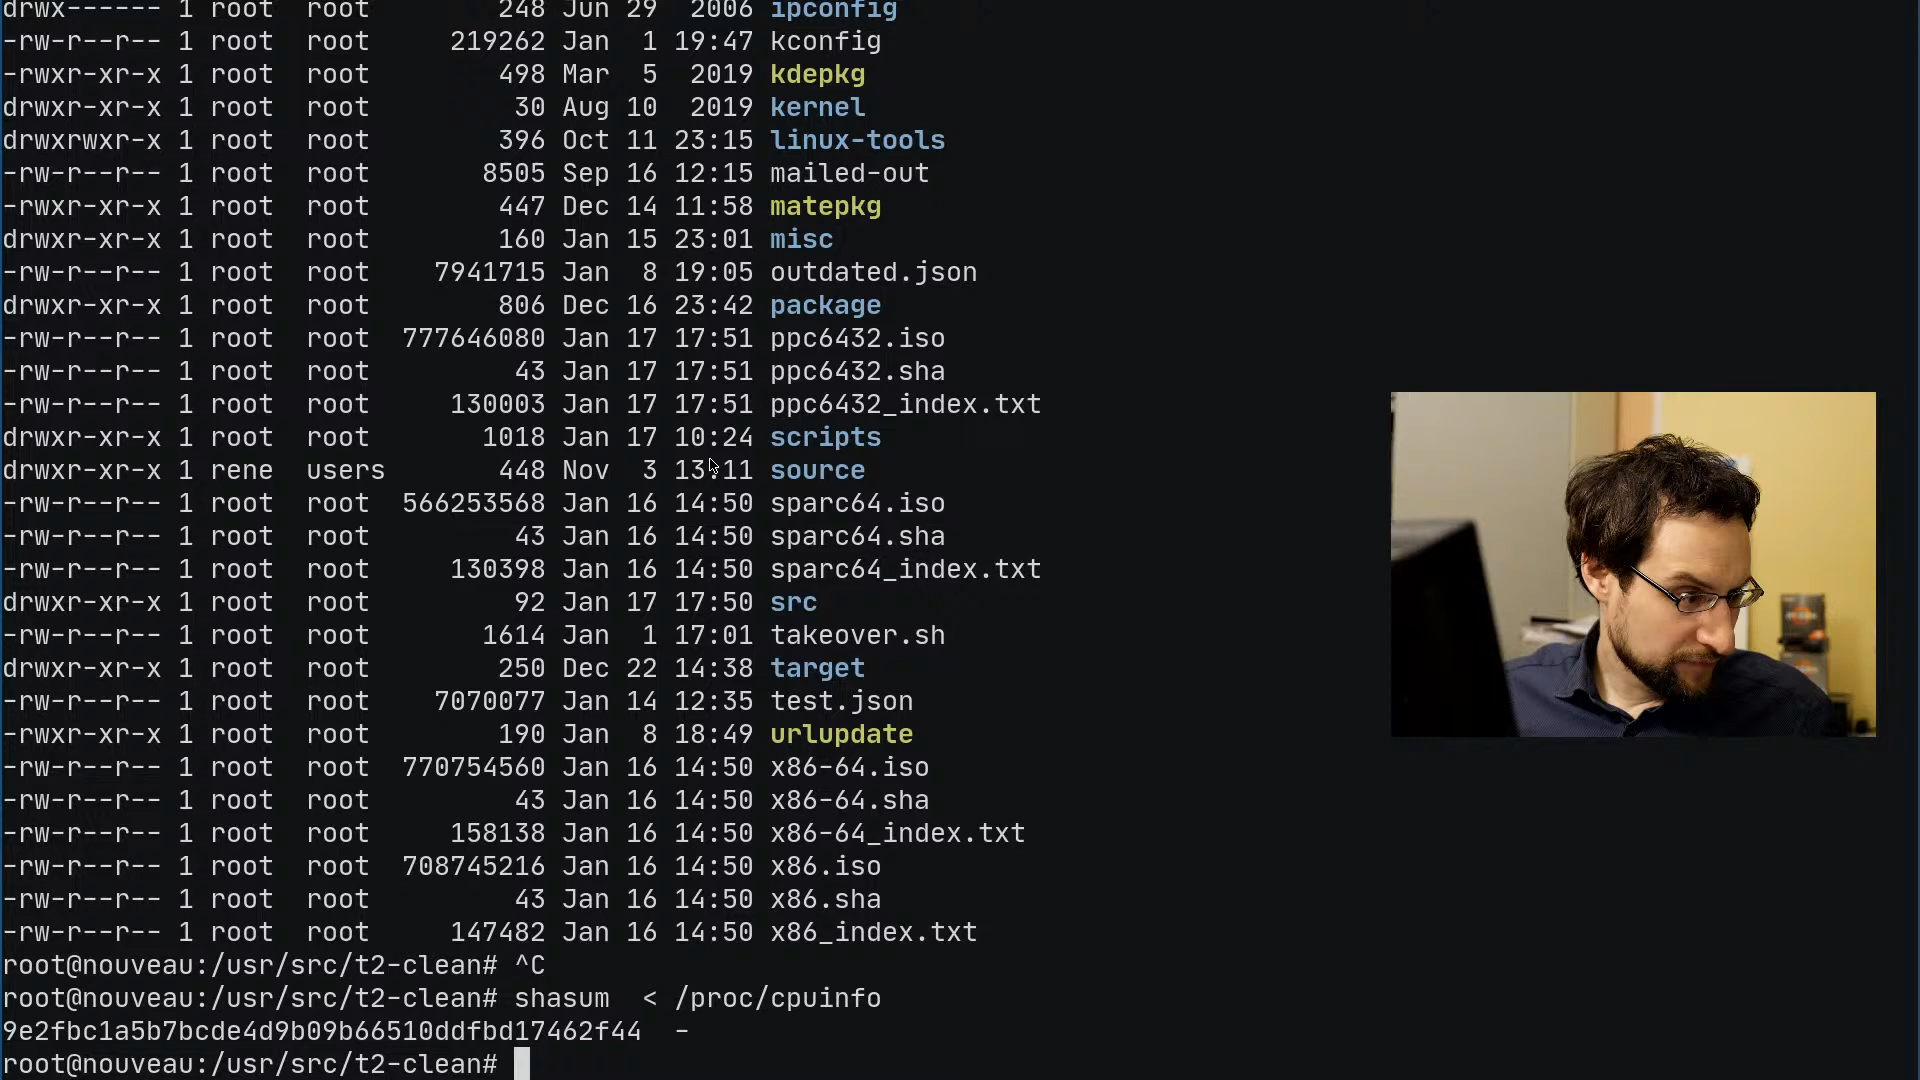 drwx------ 1 root  root        248 Jun 29  2006 ipconfig
-rw-r--r-- 1 root  root     219262 Jan  1 19:47 kconfig
-rwxr-xr-x 1 root  root        498 Mar  5  2019 kdepkg
drwxr-xr-x 1 root  root         30 Aug 10  2019 kernel
drwxrwxr-x 1 root  root        396 Oct 11 23:15 linux-tools
-rw-r--r-- 1 root  root       8505 Sep 16 12:15 mailed-out
-rwxr-xr-x 1 root  root        447 Dec 14 11:58 matepkg
drwxr-xr-x 1 root  root        160 Jan 15 23:01 misc
-rw-r--r-- 1 root  root    7941715 Jan  8 19:05 outdated.json
drwxr-xr-x 1 root  root        806 Dec 16 23:42 package
-rw-r--r-- 1 root  root  777646080 Jan 17 17:51 ppc6432.iso
-rw-r--r-- 1 root  root         43 Jan 17 17:51 ppc6432.sha
-rw-r--r-- 1 root  root     130003 Jan 17 17:51 ppc6432_index.txt
drwxr-xr-x 1 root  root       1018 Jan 17 10:24 scripts
drwxr-xr-x 1 rene  users       448 Nov  3 13:11 source
-rw-r--r-- 1 root  root  566253568 Jan 16 14:50 sparc64.iso
-rw-r--r-- 1 root  root         43 Jan 16 14:50 sparc64.sha
-rw-r--r-- 1 root  root     130398 Jan 16 14:50 sparc64_index.txt
drwxr-xr-x 1 root  root         92 Jan 17 17:50 src
-rw-r--r-- 1 root  root       1614 Jan  1 17:01 takeover.sh
drwxr-xr-x 1 root  root        250 Dec 22 14:38 target
-rw-r--r-- 1 root  root    7070077 Jan 14 12:35 test.json
-rwxr-xr-x 1 root  root        190 Jan  8 18:49 urlupdate
-rw-r--r-- 1 root  root  770754560 Jan 16 14:50 x86-64.iso
-rw-r--r-- 1 root  root         43 Jan 16 14:50 x86-64.sha
-rw-r--r-- 1 root  root     158138 Jan 16 14:50 x86-64_index.txt
-rw-r--r-- 1 root  root  708745216 Jan 16 14:50 x86.iso
-rw-r--r-- 1 root  root         43 Jan 16 14:50 x86.sha
-rw-r--r-- 1 root  root     147482 Jan 16 14:50 x86_index.txt
root@nouveau:/usr/src/t2-clean# ^C
root@nouveau:/usr/src/t2-clean# shasum  < /proc/cpuinfo
9e2fbc1a5b7bcde4d9b09b66510ddfbd17462f44  -
root@nouveau:/usr/src/t2-clean#